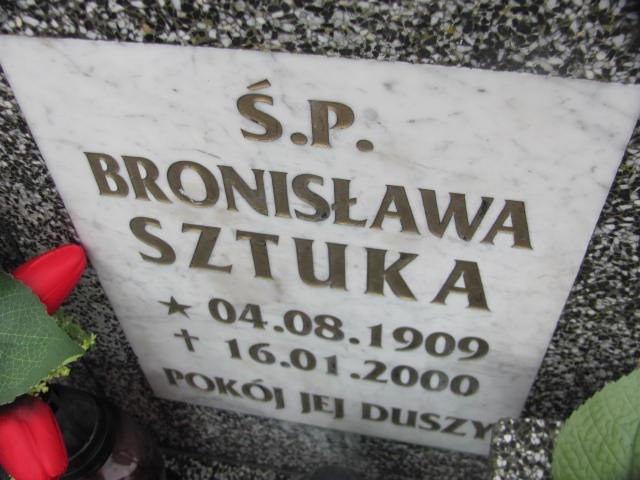 Ś.P.
BRONISŁAWA
SZTUKA
★ 04.08.1909
✝ 16.01.2000
POKÓJ JEJ DUSZY